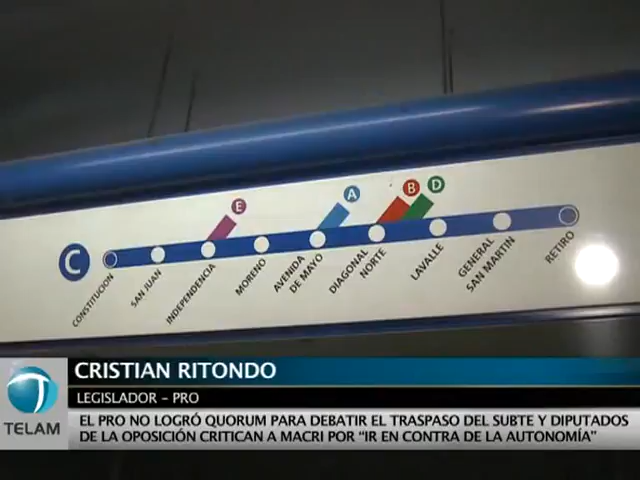 E
A
B
D
C
CONSTITUCION
SAN JUAN
INDEPENDENCIA
MORENO
AVENIDA
DE MAYO
DIAGONAL
NORTE
LAVALLE
GENERAL
SAN MARTIN
RETIRO
CRISTIAN RITONDO
LEGISLADOR – PRO
TELAM
EL PRO NO LOGRÓ QUORUM PARA DEBATIR EL TRASPASO DEL SUBTE Y DIPUTADOS
DE LA OPOSICIÓN CRITICAN A MACRI POR "IR EN CONTRA DE LA AUTONOMÍA"